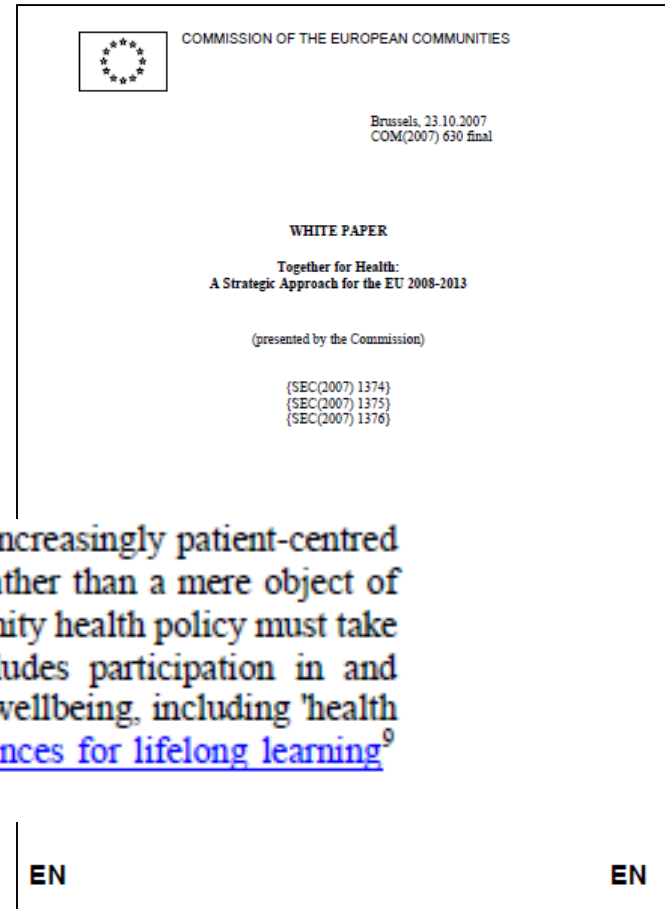 COMMISSION OF THE EUROPEAN COMMUNITIES
Brussels, 23.10.2007
COM(2007) 630 final
WHITE PAPER
Together for Health:
A Strategic Approach for the EU 2008-2013
(presented by the Commission)
{SEC(2007) 1374}
{SEC(2007) 1375}
{SEC(2007) 1376}
ncreasingly patient-centred
ather than a mere object of
nity health policy must take
ludes participation in and
wellbeing, including 'health
nces for lifelong learning⁹
EN EN